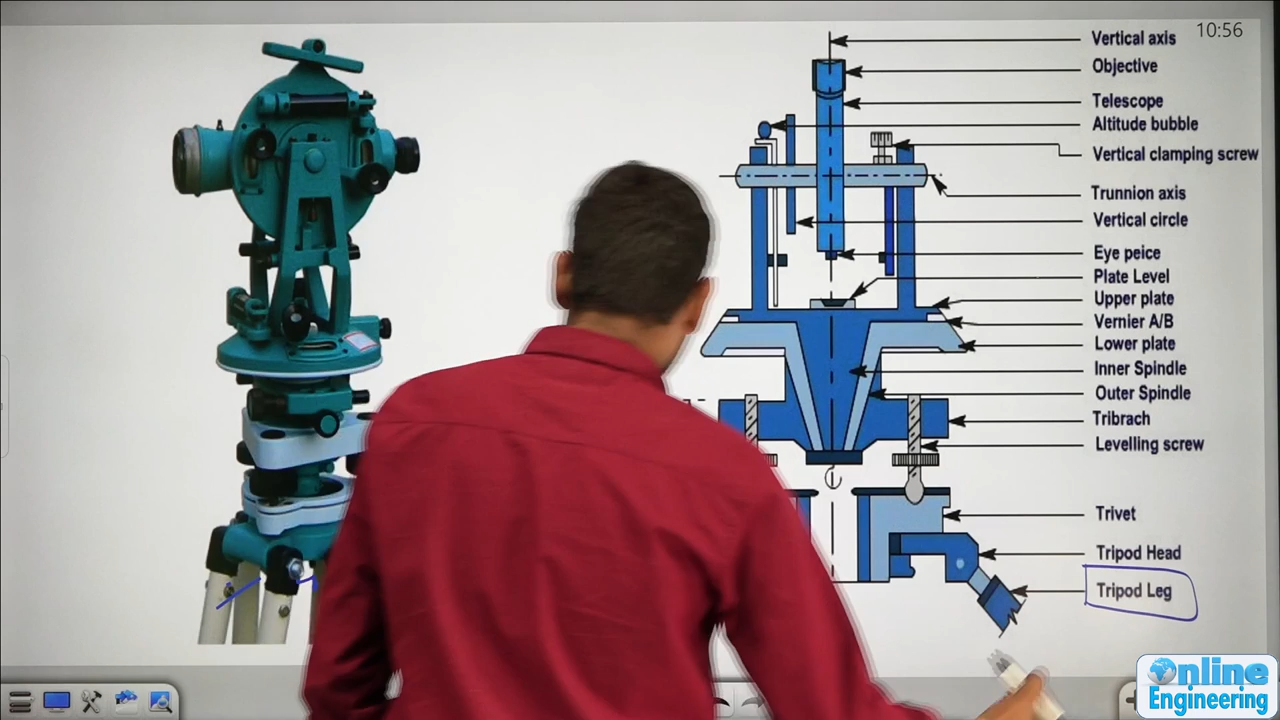 10:56
Vertical axis
Objective
Telescope
Altitude bubble
Vertical clamping screw
Trunnion axis
Vertical circle
Eye peice
Plate Level
Upper plate
Vernier A/B
Lower plate
Inner Spindle
Outer Spindle
Tribrach
Levelling screw
Trivet
Tripod Head
Tripod Leg
Online
Engineering